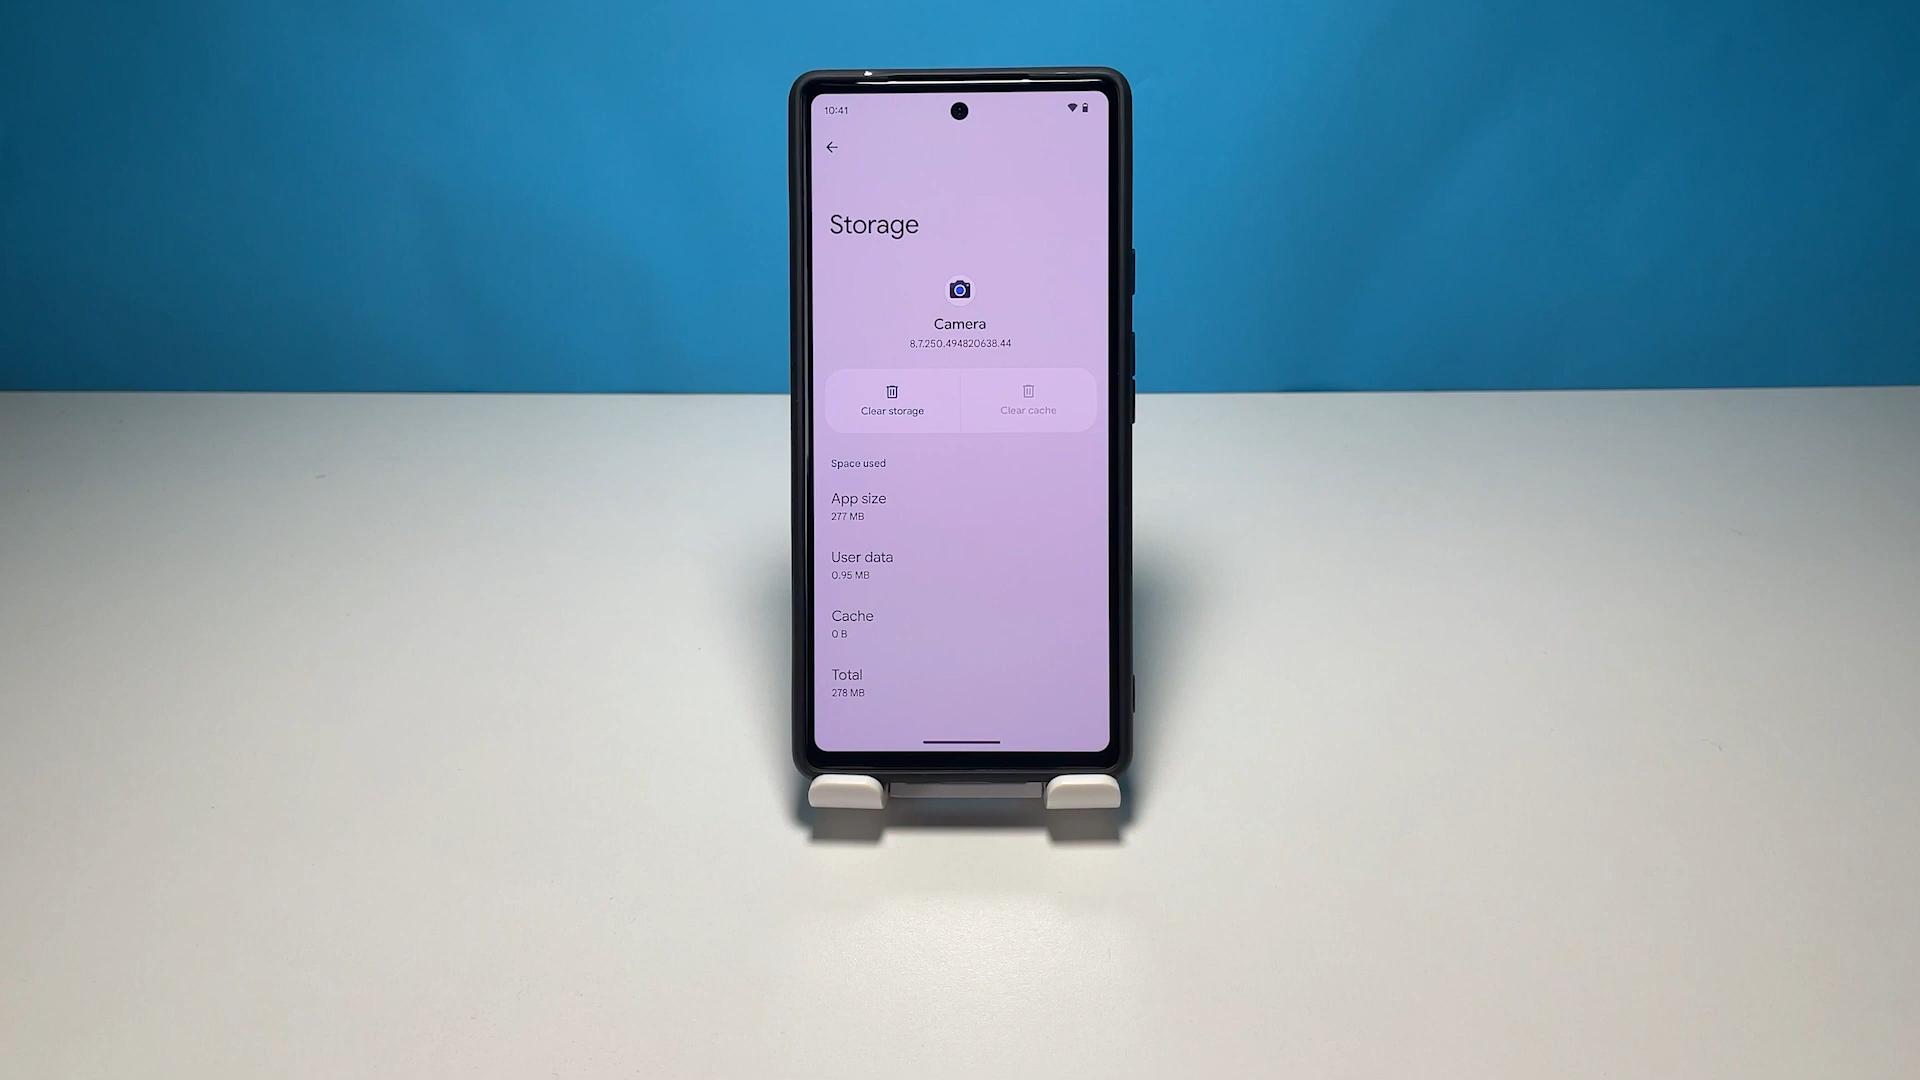 10:41
Storage
Camera
8.7.250.494820638.44
Clear storage
Clear cache
Space used
App size
277 MB
User data
0.95 MB
Cache
0 B
Total
278 MB